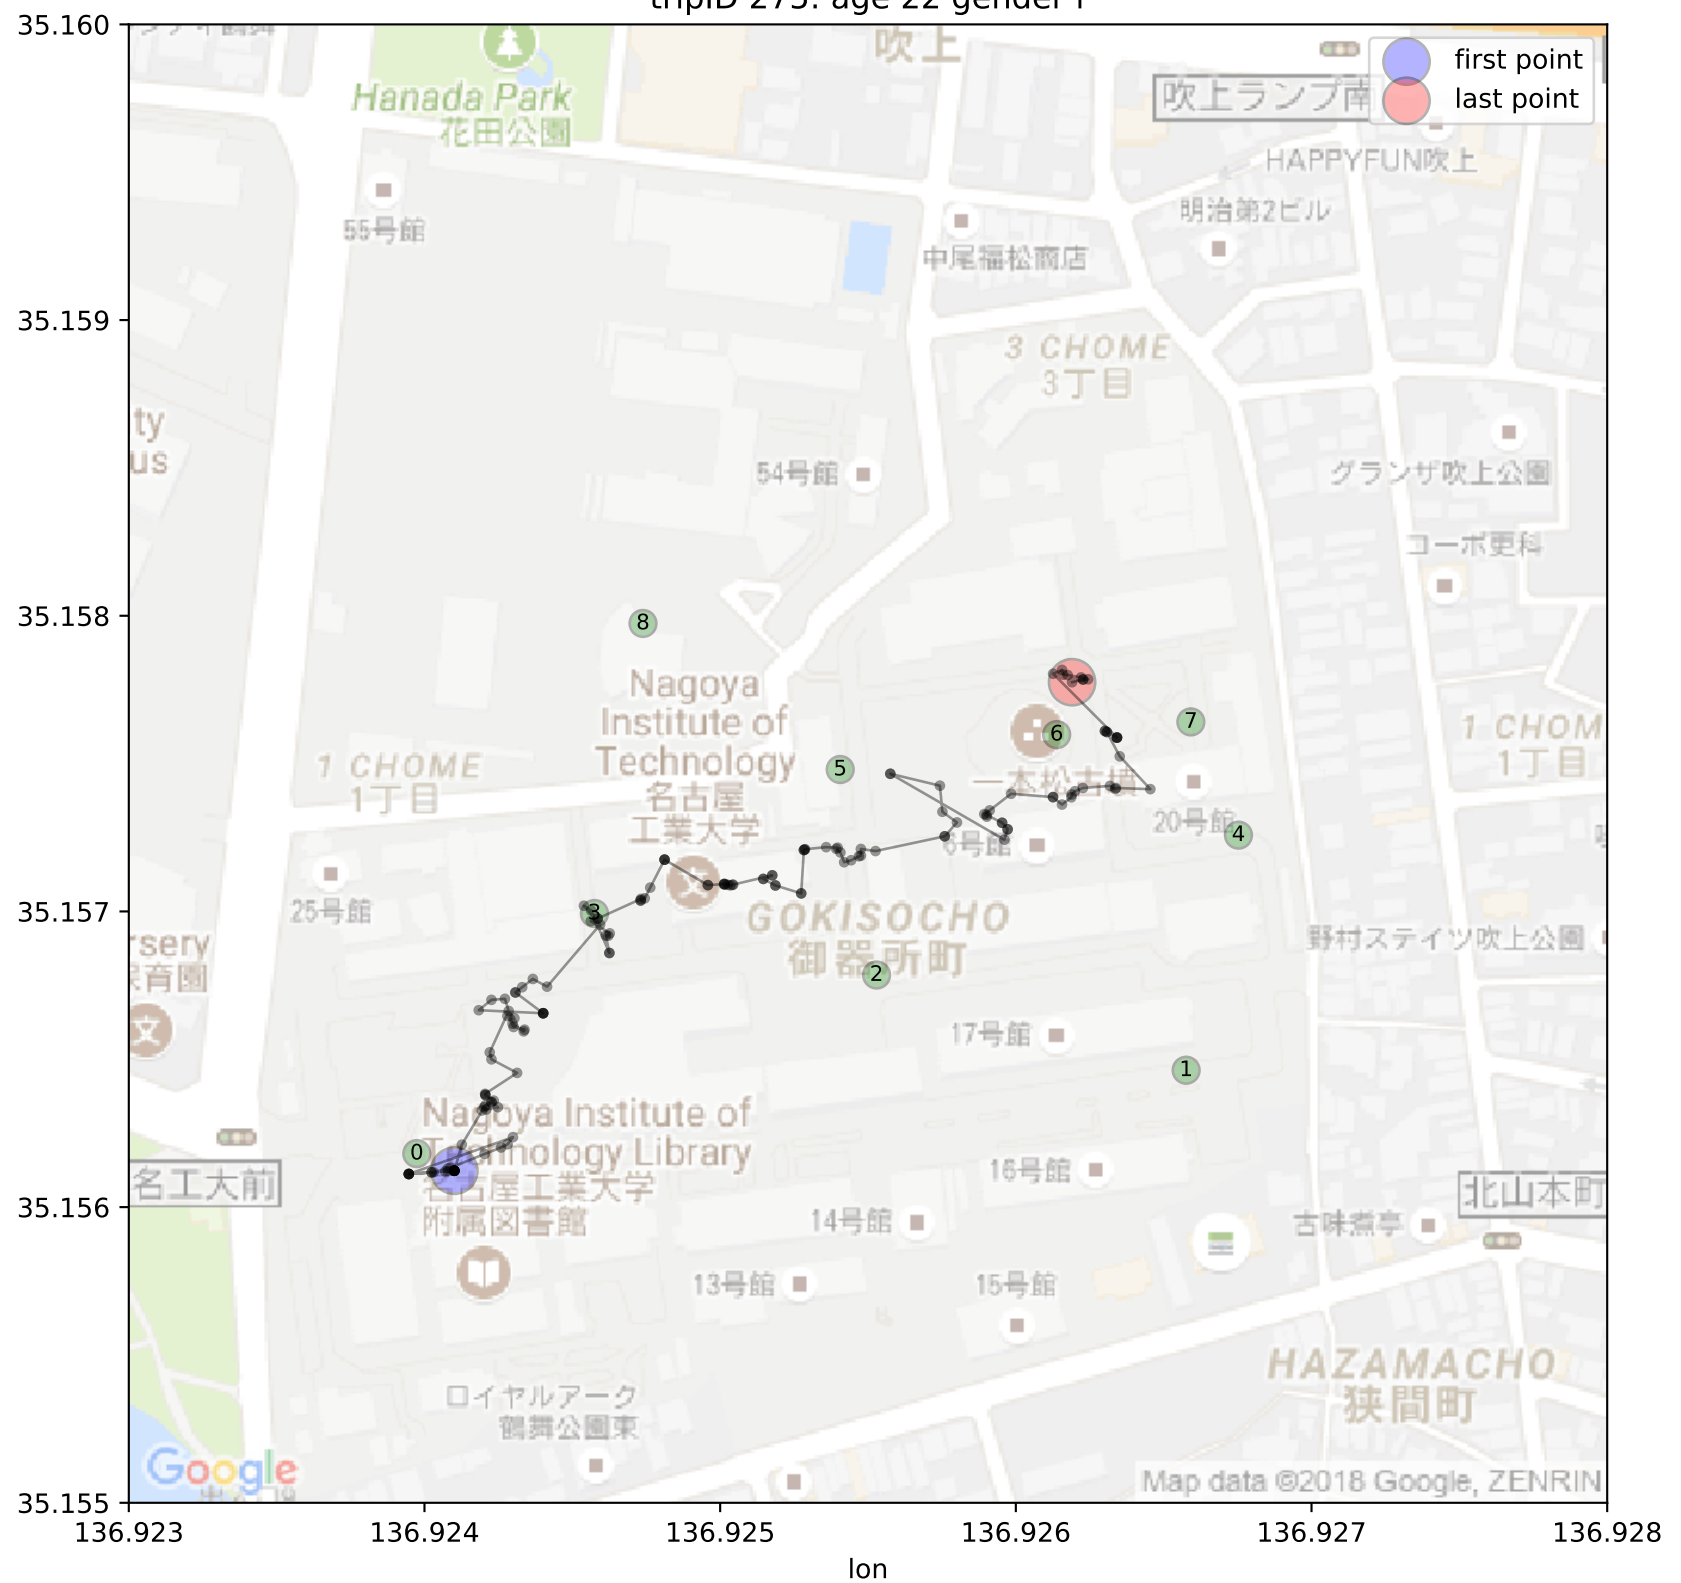 35.160
first point
last point
吹上
吹上ランプ南
Hanada Park
花田公園
HAPPYFUN吹上
明治第2ビル
55号館
中尾福松商店
35.159
3 CHOME
3丁目
グランザ吹上公園
54号館
コーポ更科
35.158
8
Nagoya
Institute of
Technology
名古屋
工業大学
7
6
一本松古墳
1 CHOME
1丁目
1 CHOM
1丁目
5
20号館
4
6号館
25号館
35.157
3
GOKISOCHO
御器所町
野村ステイツ吹上公園
rsery
保育園
2
17号館
1
Nagoya Institute of
Technology Library
名古屋工業大学
附属図書館
0
名工大前
16号館
北山本町
35.156
14号館
古味煮亭
13号館
15号館
HAZAMACHO
狭間町
ロイヤルアーク
鶴舞公園東
Google
Map data ©2018 Google, ZENRIN
35.155
136.923
136.924
136.925
136.926
136.927
136.928
lon